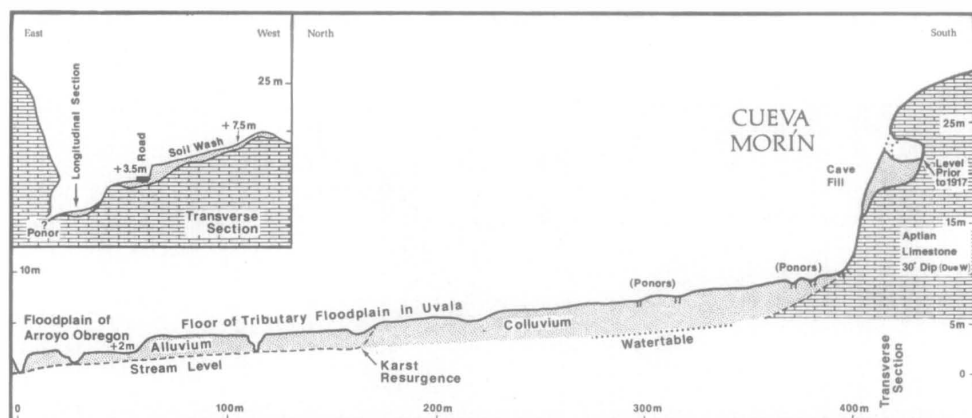 East
West
25 m
Longitudinal Section
+ 7.5m
Road
Soil Wash
+ 3.5m
?
Ponor
Transverse
Section
North
South
CUEVA
MORÍN
25m
Cave
Fill
Level
Prior
to 1917
15m
Aptian
Limestone
30° Dip (Due W)
10m
(Ponors)
(Ponors)
Floor of Tributary Floodplain in Uvala
Floodplain of
Arroyo Obregon
+2m
Alluvium
Colluvium
5m
Watertable
Stream Level
Karst
Resurgence
Transverse
Section
0
0
100m
200m
300m
400m